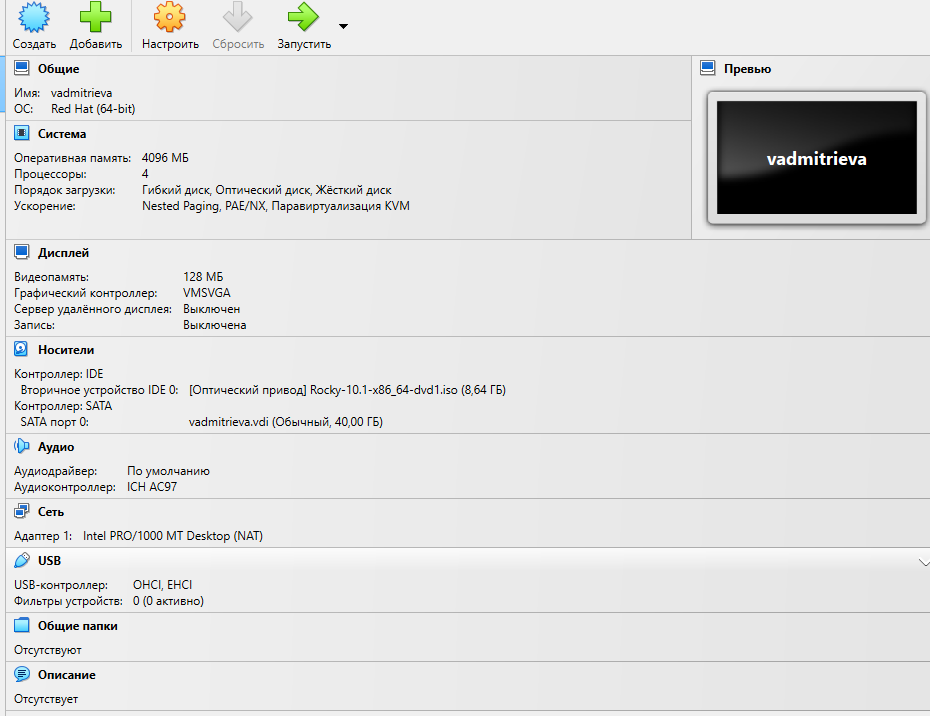 Создать Добавить Настроить Сбросить Запустить
Общие
Имя: vadmitrieva
ОС: Red Hat (64-bit)
Превью
vadmitrieva
Система
Оперативная память: 4096 МБ
Процессоры: 4
Порядок загрузки: Гибкий диск, Оптический диск, Жёсткий диск
Ускорение: Nested Paging, PAE/NX, Паравиртуализация KVM
Дисплей
Видеопамять: 128 МБ
Графический контроллер: VMSVGA
Сервер удалённого дисплея: Выключен
Запись: Выключена
Носители
Контроллер: IDE
Вторичное устройство IDE 0: [Оптический привод] Rocky-10.1-x86_64-dvd1.iso (8,64 ГБ)
Контроллер: SATA
SATA порт 0: vadmitrieva.vdi (Обычный, 40,00 ГБ)
Аудио
Аудиодрайвер: По умолчанию
Аудиоконтроллер: ICH AC97
Сеть
Адаптер 1: Intel PRO/1000 MT Desktop (NAT)
USB
USB-контроллер: OHCI, EHCI
Фильтры устройств: 0 (0 активно)
Общие папки
Отсутствуют
Описание
Отсутствует